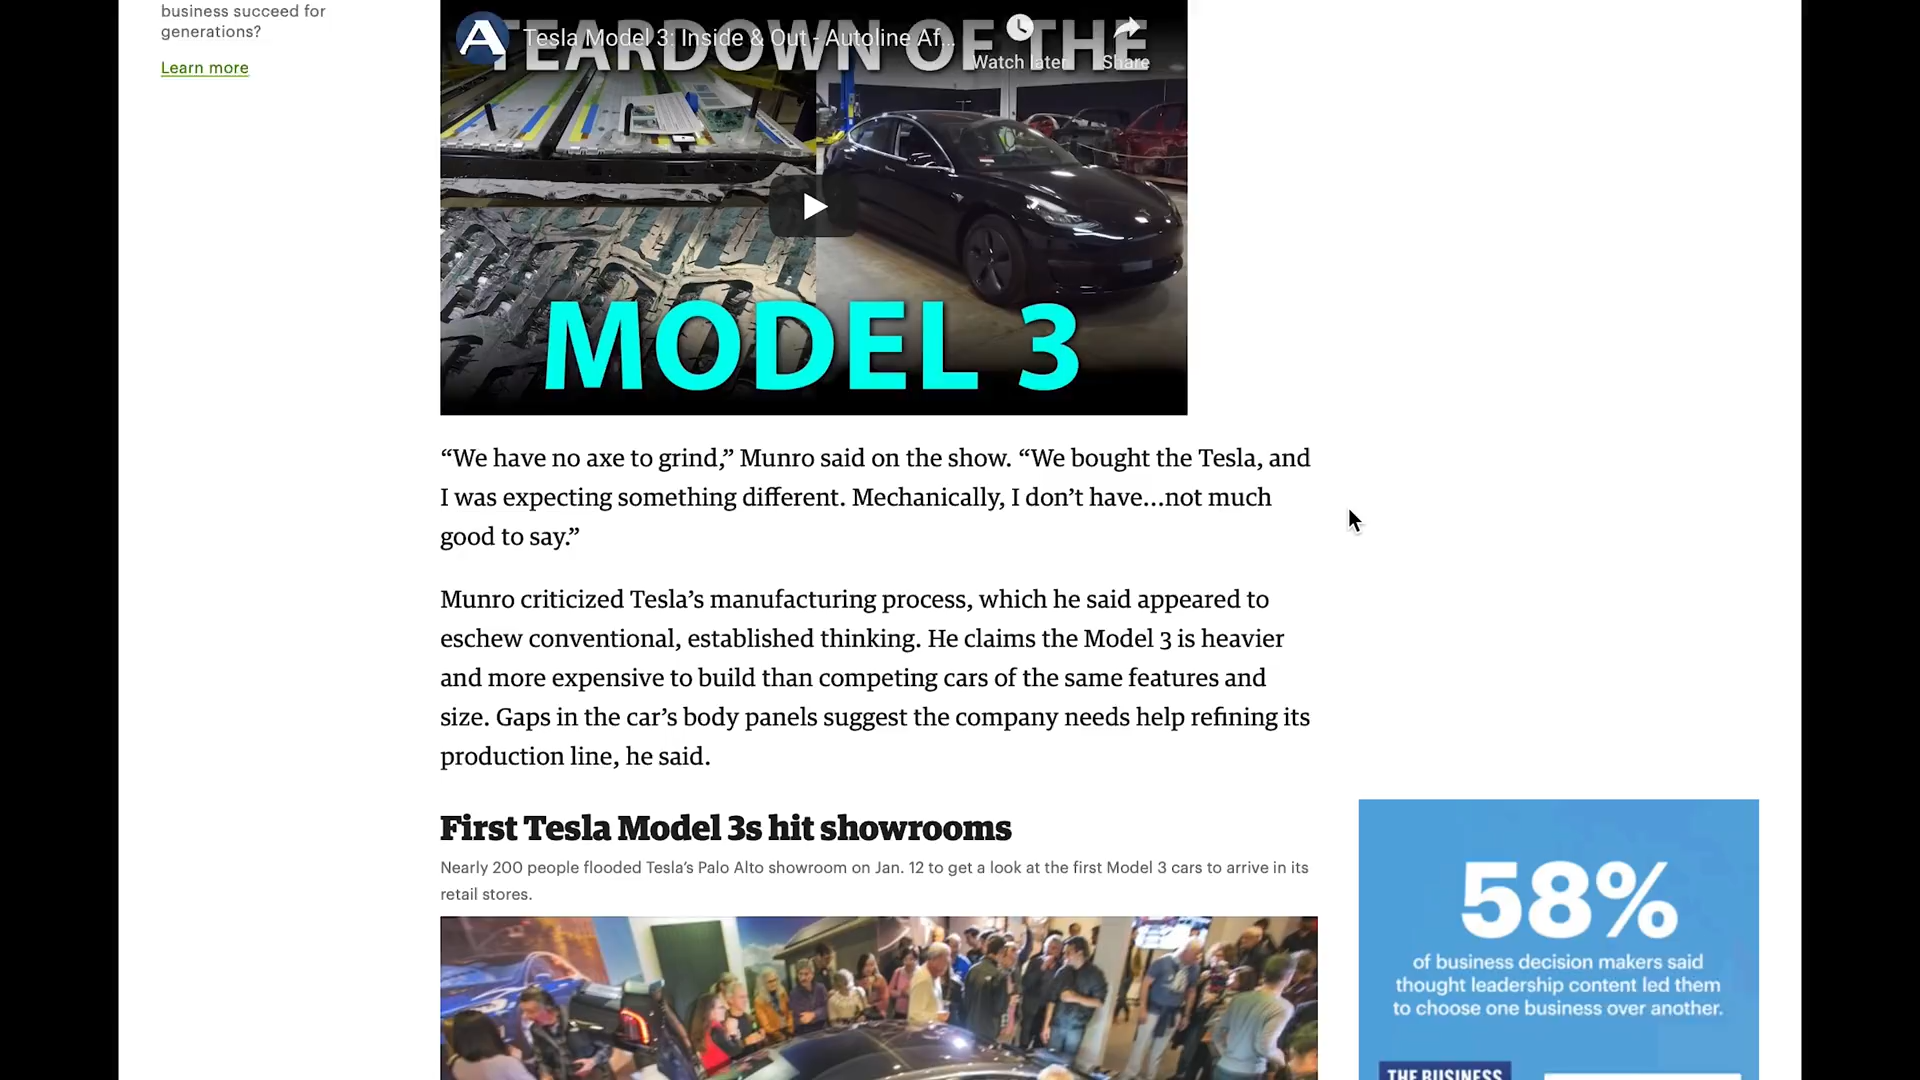 business succeed for
generations?
Learn more
TEARDOWN OF THE
Tesla Model 3: Inside & Out - Autoline Af...
Watch later
Share
MODEL 3
“We have no axe to grind,” Munro said on the show. “We bought the Tesla, and
I was expecting something different. Mechanically, I don’t have…not much
good to say.”
Munro criticized Tesla’s manufacturing process, which he said appeared to
eschew conventional, established thinking. He claims the Model 3 is heavier
and more expensive to build than competing cars of the same features and
size. Gaps in the car’s body panels suggest the company needs help refining its
production line, he said.
First Tesla Model 3s hit showrooms
Nearly 200 people flooded Tesla’s Palo Alto showroom on Jan. 12 to get a look at the first Model 3 cars to arrive in its
retail stores.
58%
of business decision makers said
thought leadership content led them
to choose one business over another.
THE BUSINESS